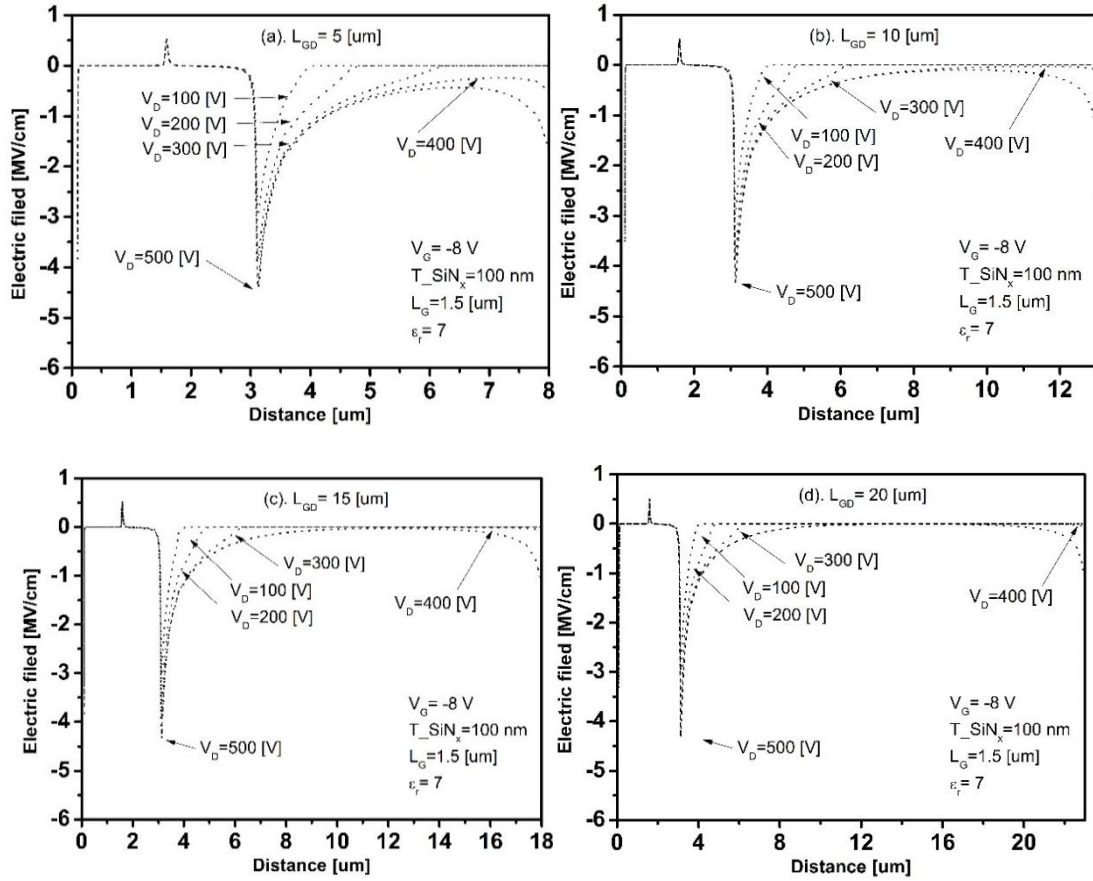 (a). L_GD= 5 [um]
1
0
-1
-2
-3
-4
-5
-6
Electric filed [MV/cm]
V_D=100 [V]
V_D=200 [V]
V_D=300 [V]
V_D=400 [V]
V_D=500 [V]
V_G= -8 V
T_SiN_x=100 nm
L_G=1.5 [um]
ε_r= 7
0 1 2 3 4 5 6 7 8
Distance [um]
(b). L_GD= 10 [um]
1
0
-1
-2
-3
-4
-5
-6
Electric filed [MV/cm]
V_D=300 [V]
V_D=100 [V]
V_D=400 [V]
V_D=200 [V]
V_D=500 [V]
V_G= -8 V
T_SiN_x=100 nm
L_G=1.5 [um]
ε_r= 7
0 2 4 6 8 10 12
Distance [um]
(c). L_GD= 15 [um]
1
0
-1
-2
-3
-4
-5
-6
Electric filed [MV/cm]
V_D=300 [V]
V_D=100 [V]
V_D=400 [V]
V_D=200 [V]
V_D=500 [V]
V_G= -8 V
T_SiN_x=100 nm
L_G=1.5 [um]
ε_r= 7
0 2 4 6 8 10 12 14 16 18
Distance [um]
(d). L_GD= 20 [um]
1
0
-1
-2
-3
-4
-5
-6
Electric filed [MV/cm]
V_D=300 [V]
V_D=100 [V]
V_D=400 [V]
V_D=200 [V]
V_D=500 [V]
V_G= -8 V
T_SiN_x=100 nm
L_G=1.5 [um]
ε_r= 7
0 4 8 12 16 20
Distance [um]